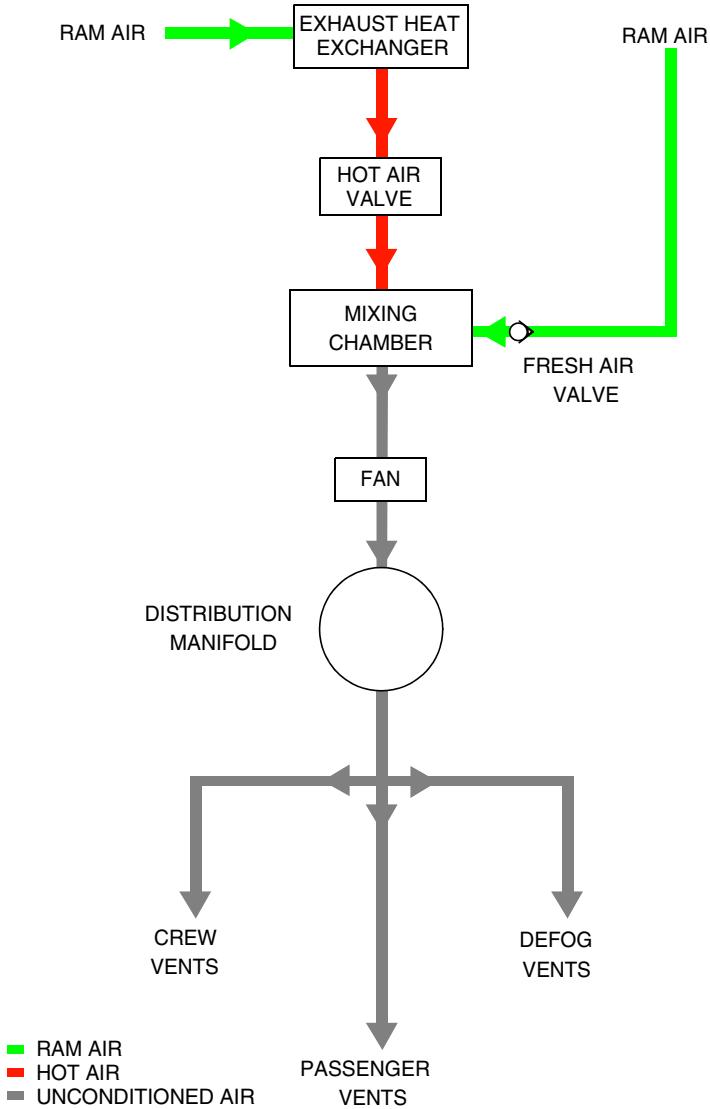 RAM AIR
EXHAUST HEAT
EXCHANGER
RAM AIR
HOT AIR
VALVE
MIXING
CHAMBER
FRESH AIR
VALVE
FAN
DISTRIBUTION
MANIFOLD
CREW
VENTS
DEFOG
VENTS
PASSENGER
VENTS
RAM AIR
HOT AIR
UNCONDITIONED AIR